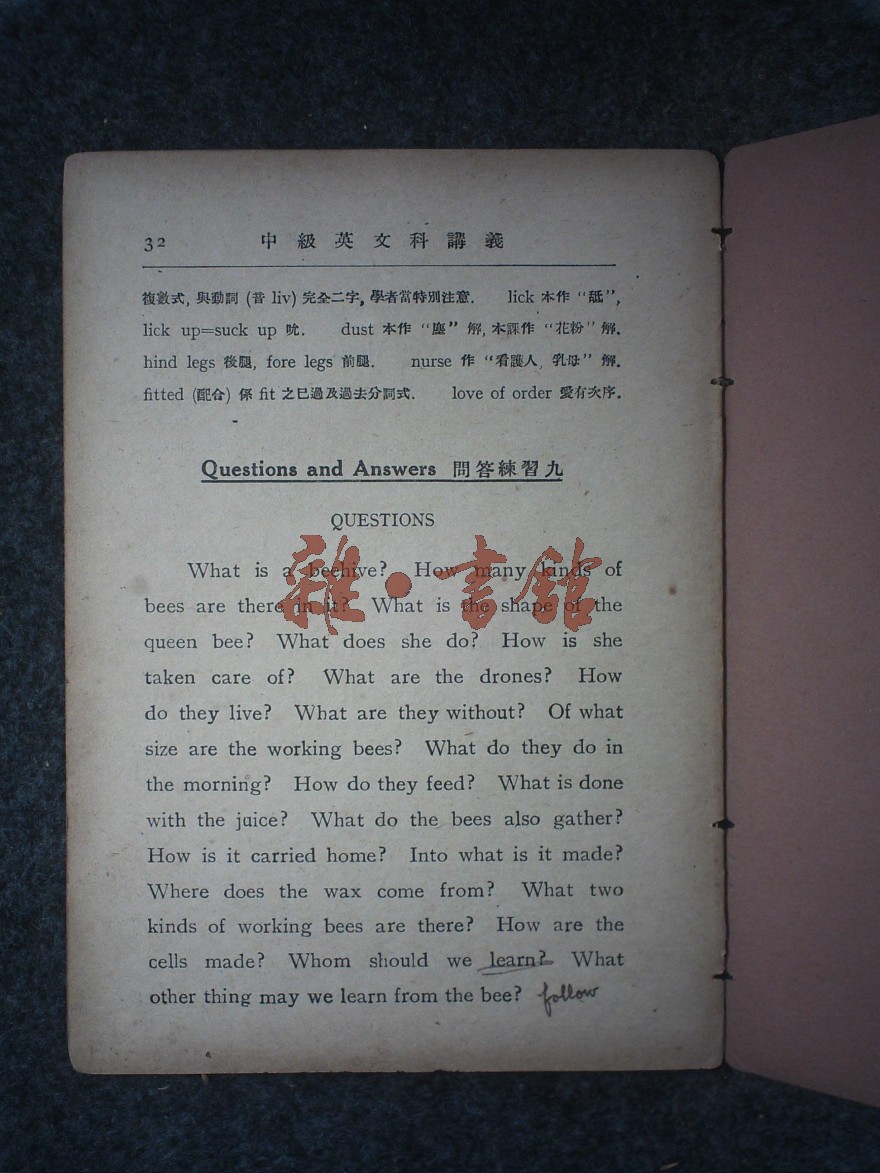 32 中級英文科講義
複數式, 與動詞 (音 liv) 完全二字, 學者當特別注意. lick 本作 “舐”,
lick up=suck up 吮. dust 本作 “塵” 解, 本課作 “花粉” 解.
hind legs 後腿, fore legs 前腿. nurse 作 “看護人, 乳母” 解.
fitted (配合) 係 fit 之已過及過去分詞式. love of order 愛有次序.
Questions and Answers 問答練習九
QUESTIONS
What is a beehive? How many kinds of
雜·書館
bees are there in it? What is the shape of the
queen bee? What does she do? How is she
taken care of? What are the drones? How
do they live? What are they without? Of what
size are the working bees? What do they do in
the morning? How do they feed? What is done
with the juice? What do the bees also gather?
How is it carried home? Into what is it made?
Where does the wax come from? What two
kinds of working bees are there? How are the
cells made? Whom should we learn? What
other thing may we learn from the bee? follow